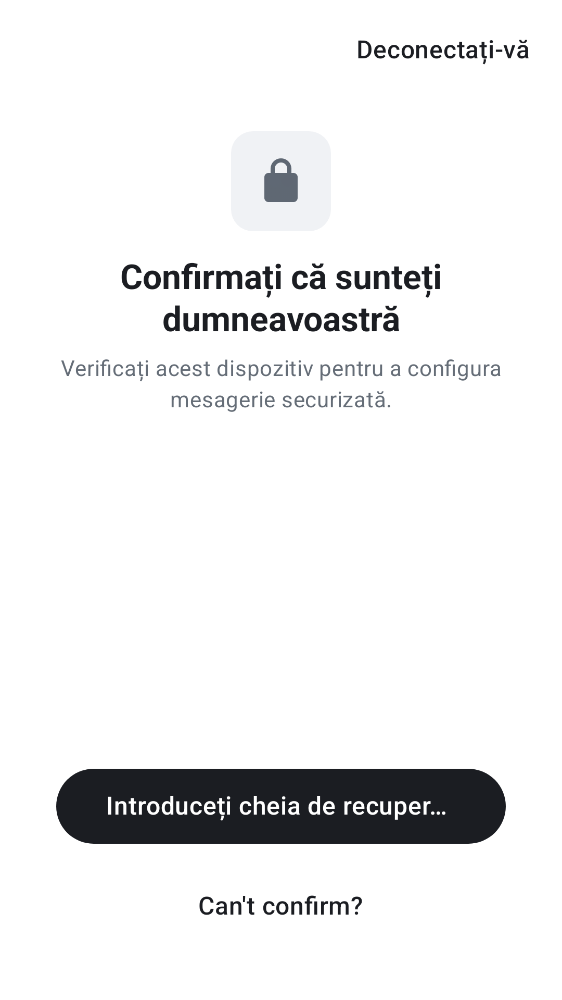 Deconectați-vă
Confirmați că sunteți
dumneavoastră
Verificați acest dispozitiv pentru a configura
mesagerie securizată.
Introduceți cheia de recuper…
Can't confirm?